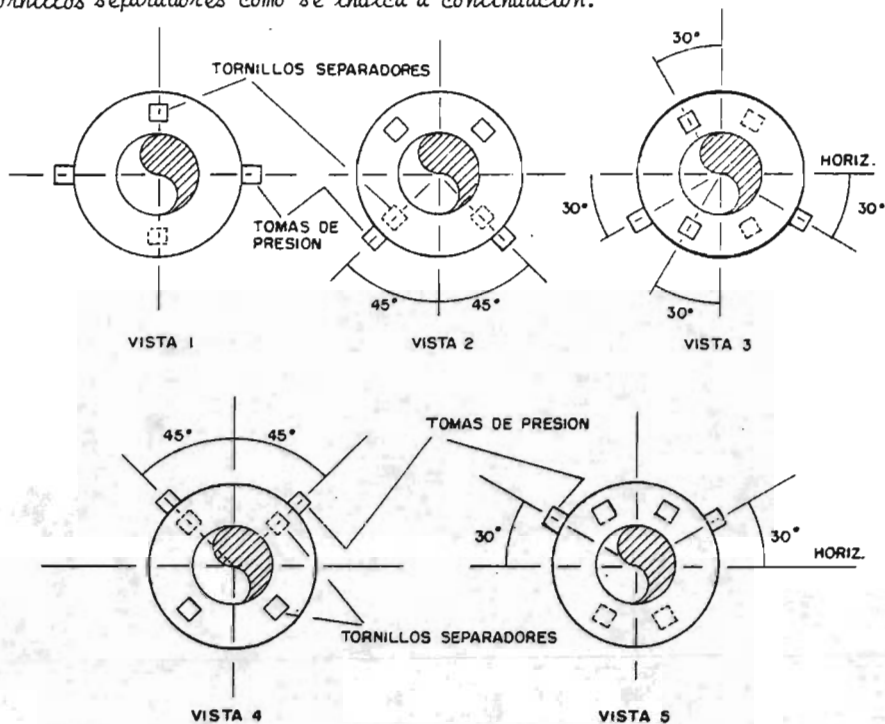 tornillos separadores como se indica a continuación.
30°
TORNILLOS SEPARADORES
HORIZ.
30°
30°
TOMAS DE
PRESION
45°
45°
30°
VISTA 1
VISTA 2
VISTA 3
TOMAS DE PRESION
45°
45°
30°
30°
HORIZ.
TORNILLOS SEPARADORES
VISTA 4
VISTA 5